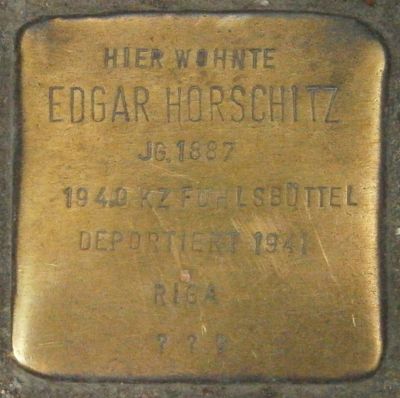 HIER WOHNTE
EDGAR HORSCHITZ
JG. 1887
1940 KZ FUHLSBÜTTEL
DEPORTIERT 1941
RIGA
? ? ?